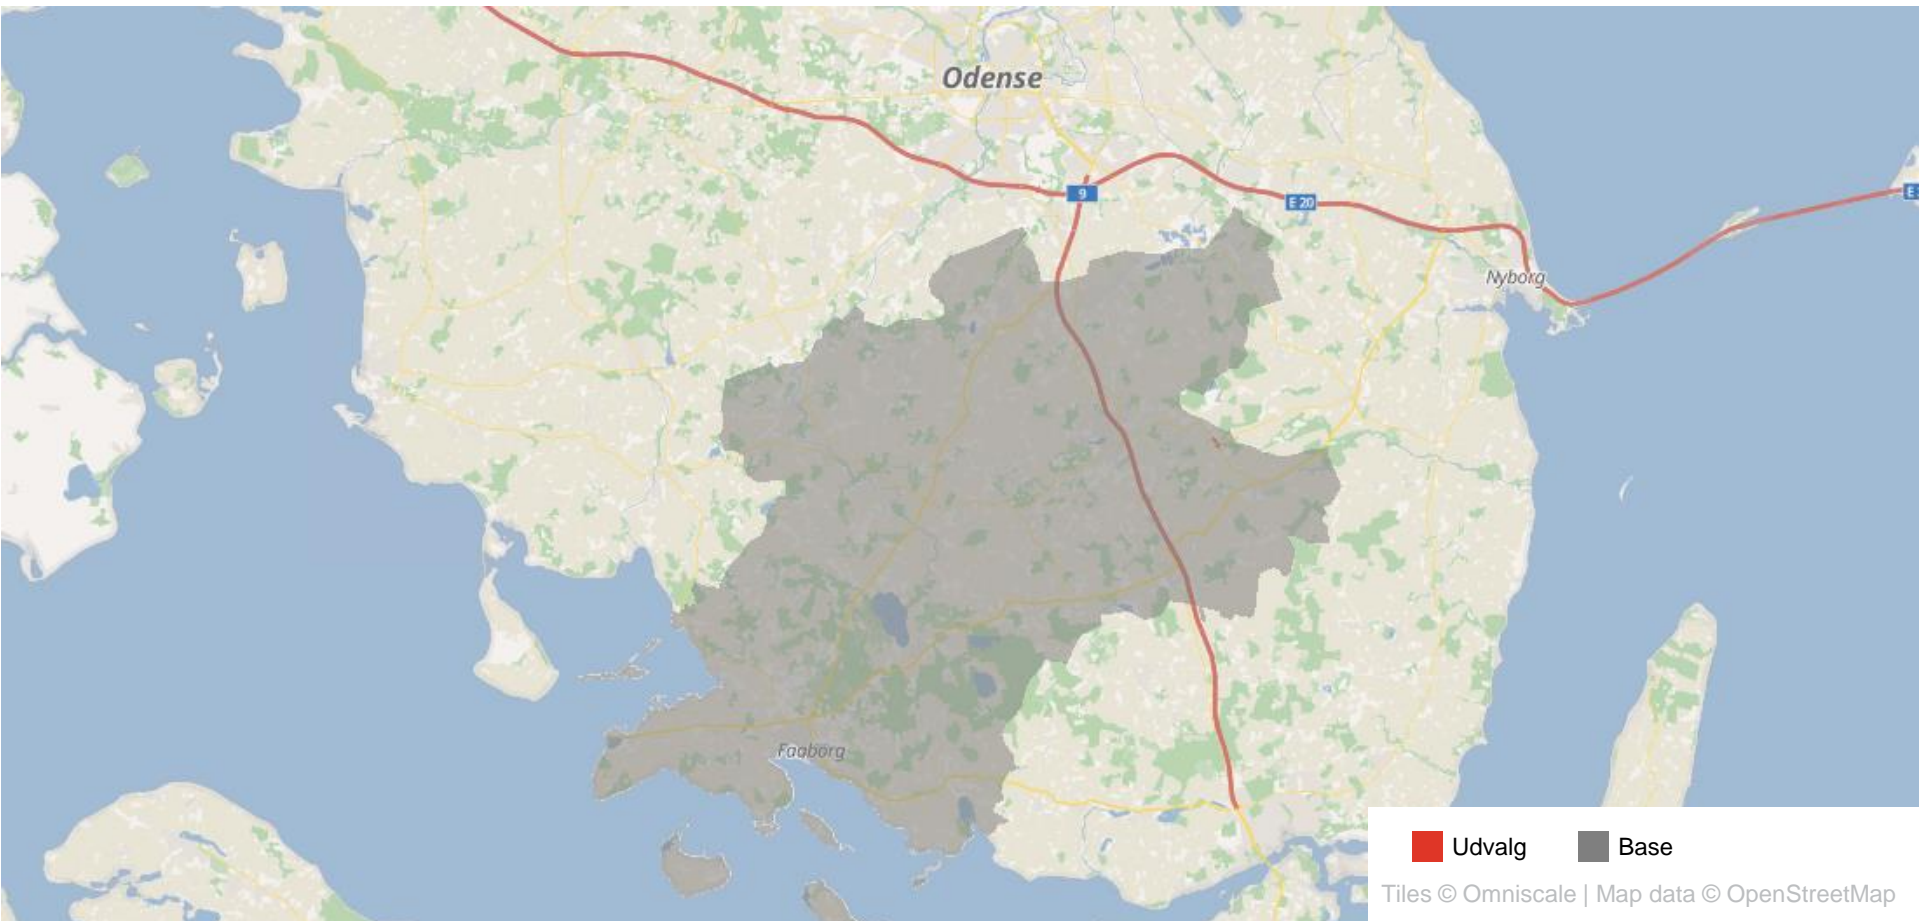 Odense
9
E 20
E
Nyborg
Faaborg
Udvalg
Base
Tiles © Omniscale | Map data © OpenStreetMap